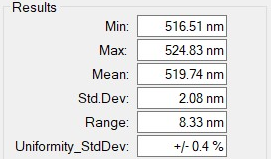 Results
Min: 516.51 nm
Max: 524.83 nm
Mean: 519.74 nm
Std.Dev: 2.08 nm
Range: 8.33 nm
Uniformity_StdDev: +/- 0.4 %